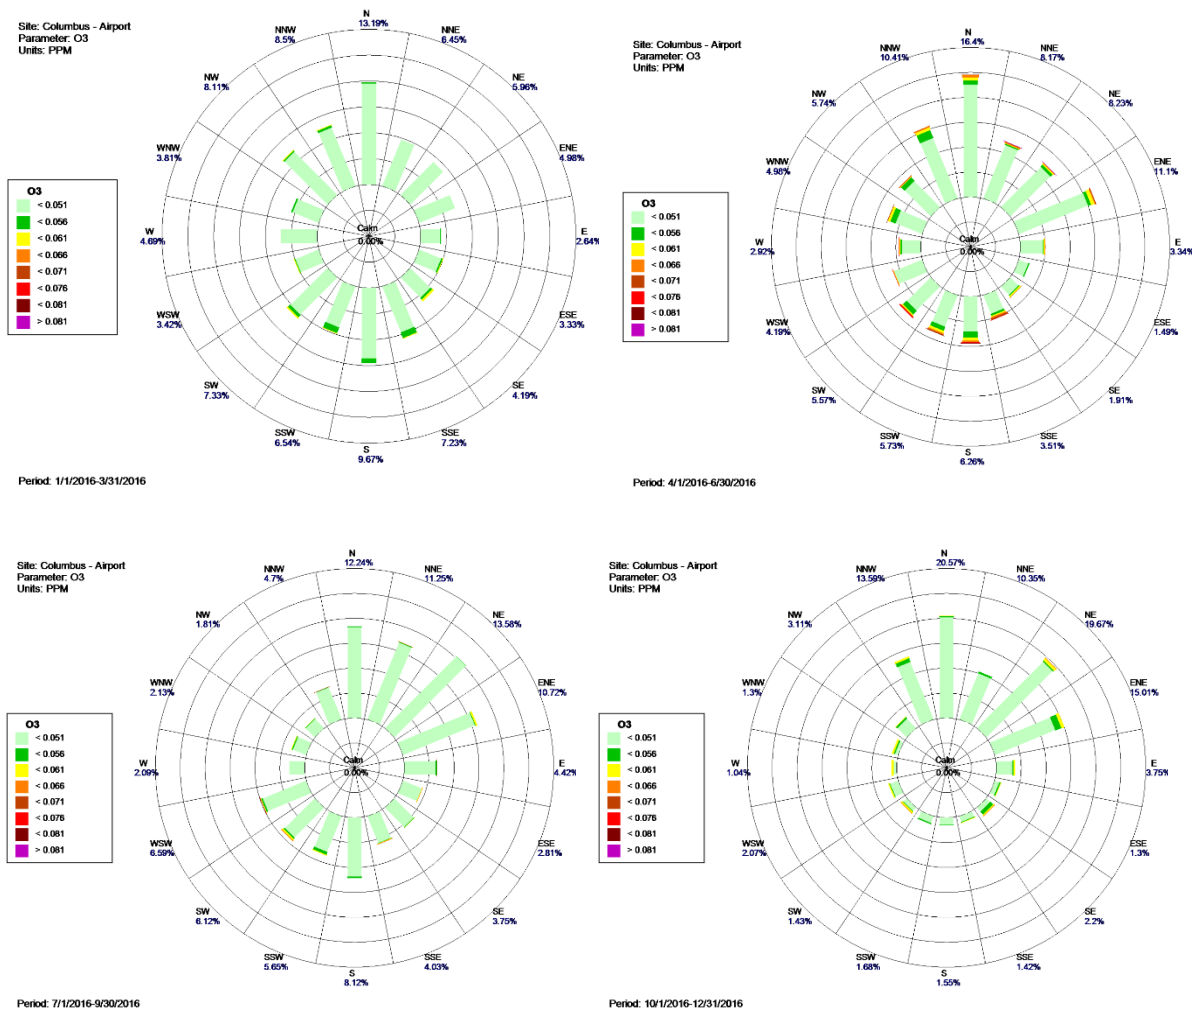 Site: Columbus - Airport
Parameter: O3
Units: PPM
N
13.19%
NNE
6.45%
NE
5.96%
ENE
4.98%
E
2.64%
ESE
3.33%
SE
4.19%
SSE
7.23%
S
9.67%
SSW
6.54%
SW
7.33%
WSW
3.42%
W
4.69%
WNW
3.81%
NW
8.11%
NNW
8.5%
Calm
0.00%
O3
< 0.051
< 0.056
< 0.061
< 0.066
< 0.071
< 0.076
< 0.081
> 0.081
Period: 1/1/2016-3/31/2016
Site: Columbus - Airport
Parameter: O3
Units: PPM
N
16.4%
NNE
8.17%
NE
8.23%
ENE
11.1%
E
3.34%
ESE
1.49%
SE
1.91%
SSE
3.51%
S
6.26%
SSW
5.73%
SW
5.57%
WSW
4.19%
W
2.92%
WNW
4.98%
NW
5.74%
NNW
10.41%
Calm
0.00%
O3
< 0.051
< 0.056
< 0.061
< 0.066
< 0.071
< 0.076
< 0.081
> 0.081
Period: 4/1/2016-6/30/2016
Site: Columbus - Airport
Parameter: O3
Units: PPM
N
12.24%
NNE
11.25%
NE
13.58%
ENE
10.72%
E
4.42%
ESE
2.81%
SE
3.75%
SSE
4.03%
S
8.12%
SSW
5.65%
SW
6.12%
WSW
6.59%
W
2.09%
WNW
2.13%
NW
1.81%
NNW
4.7%
Calm
0.00%
O3
< 0.051
< 0.056
< 0.061
< 0.066
< 0.071
< 0.076
< 0.081
> 0.081
Period: 7/1/2016-9/30/2016
Site: Columbus - Airport
Parameter: O3
Units: PPM
N
20.57%
NNE
10.35%
NE
19.67%
ENE
15.01%
E
3.75%
ESE
1.3%
SE
2.2%
SSE
1.42%
S
1.55%
SSW
1.68%
SW
1.43%
WSW
2.07%
W
1.04%
WNW
1.3%
NW
3.11%
NNW
13.59%
Calm
0.00%
O3
< 0.051
< 0.056
< 0.061
< 0.066
< 0.071
< 0.076
< 0.081
> 0.081
Period: 10/1/2016-12/31/2016